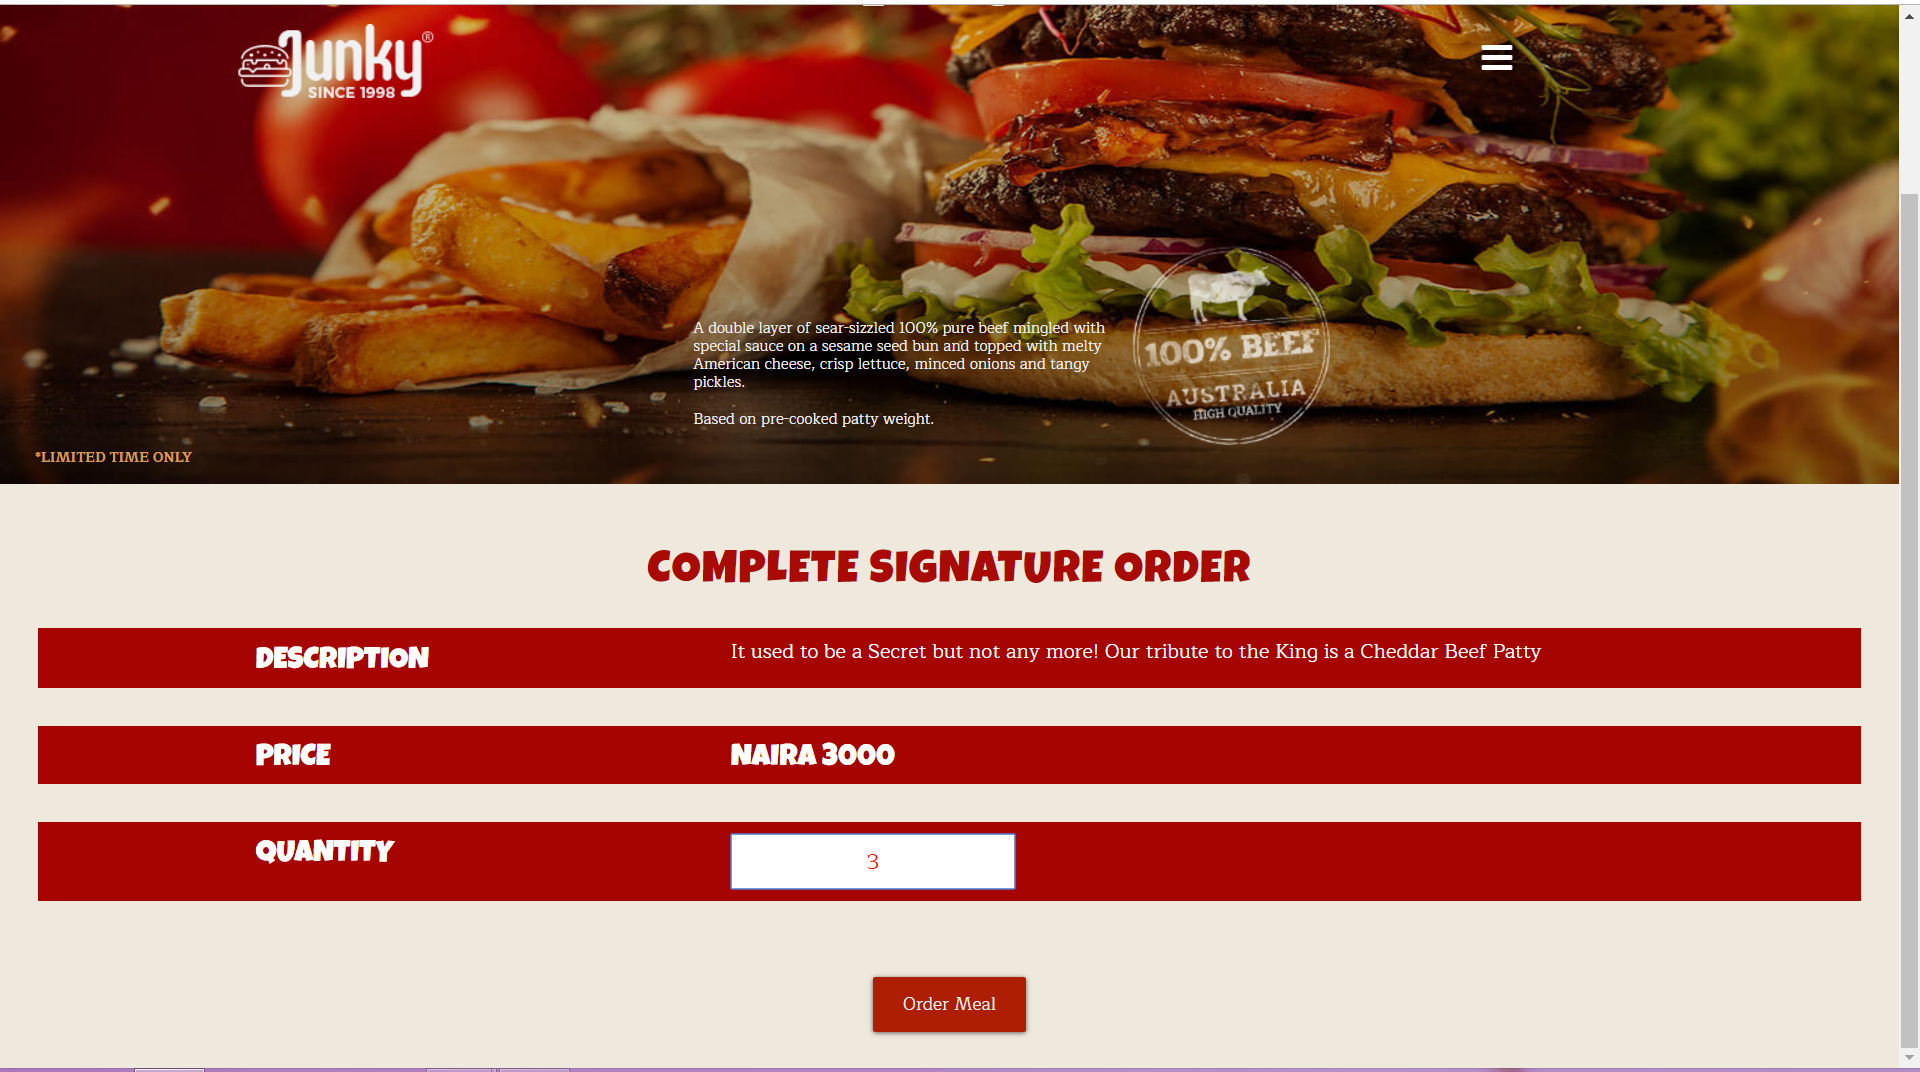 Junky®
SINCE 1998
A double layer of sear-sizzled 100% pure beef mingled with
special sauce on a sesame seed bun and topped with melty
American cheese, crisp lettuce, minced onions and tangy
pickles.
Based on pre-cooked patty weight.
100% BEEF
AUSTRALIA
HIGH QUALITY
*LIMITED TIME ONLY
COMPLETE SIGNATURE ORDER
DESCRIPTION
It used to be a Secret but not any more! Our tribute to the King is a Cheddar Beef Patty
PRICE
NAIRA 3000
QUANTITY
3
Order Meal